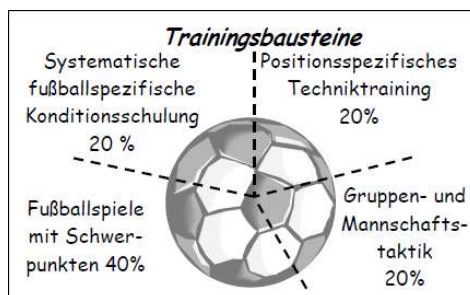 Trainingsbausteine
Systematische
fußballspezifische
Konditionsschulung
20 %
Positionsspezifisches
Techniktraining
20%
Fußballspiele
mit Schwer-
punkten 40%
Gruppen- und
Mannschafts-
taktik
20%